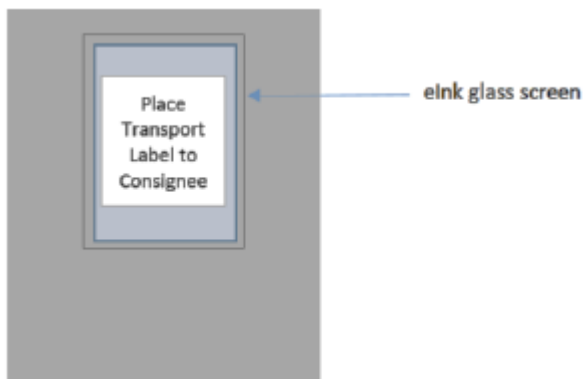 Place
Transport
Label to
Consignee
eInk glass screen